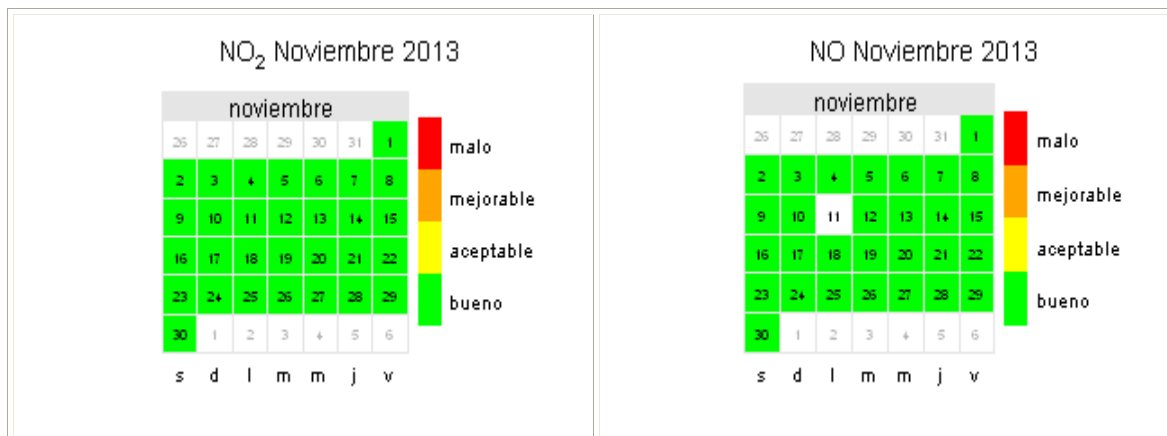 NO₂ Noviembre 2013
noviembre
26 27 28 29 30 31 1
2 3 4 5 6 7 8
9 10 11 12 13 14 15
16 17 18 19 20 21 22
23 24 25 26 27 28 29
30 1 2 3 4 5 6
s d l m m j v
malo
mejorable
aceptable
bueno
NO Noviembre 2013
noviembre
26 27 28 29 30 31 1
2 3 4 5 6 7 8
9 10 11 12 13 14 15
16 17 18 19 20 21 22
23 24 25 26 27 28 29
30 1 2 3 4 5 6
s d l m m j v
malo
mejorable
aceptable
bueno